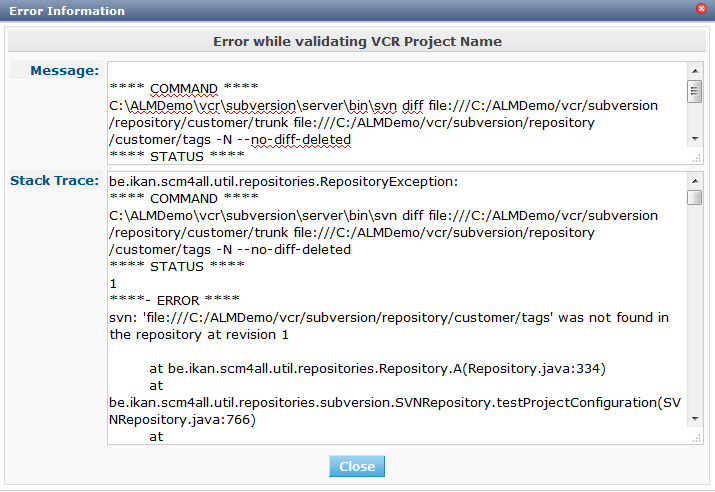 Error Information
Error while validating VCR Project Name
Message:
**** COMMAND ****
C:\ALMDemo\vcr\subversion\server\bin\svn diff file:///C:/ALMDemo/vcr/subversion
/repository/customer/trunk file:///C:/ALMDemo/vcr/subversion/repository
/customer/tags -N --no-diff-deleted
**** STATUS ****
Stack Trace:
be.ikan.scm4all.util.repositories.RepositoryException:
**** COMMAND ****
C:\ALMDemo\vcr\subversion\server\bin\svn diff file:///C:/ALMDemo/vcr/subversion
/repository/customer/trunk file:///C:/ALMDemo/vcr/subversion/repository
/customer/tags -N --no-diff-deleted
**** STATUS ****
1
****- ERROR ****
svn: 'file:///C:/ALMDemo/vcr/subversion/repository/customer/tags' was not found in
the repository at revision 1
at be.ikan.scm4all.util.repositories.Repository.A(Repository.java:334)
at
be.ikan.scm4all.util.repositories.subversion.SVNRepository.testProjectConfiguration(SV
NRepository.java:766)
at
Close